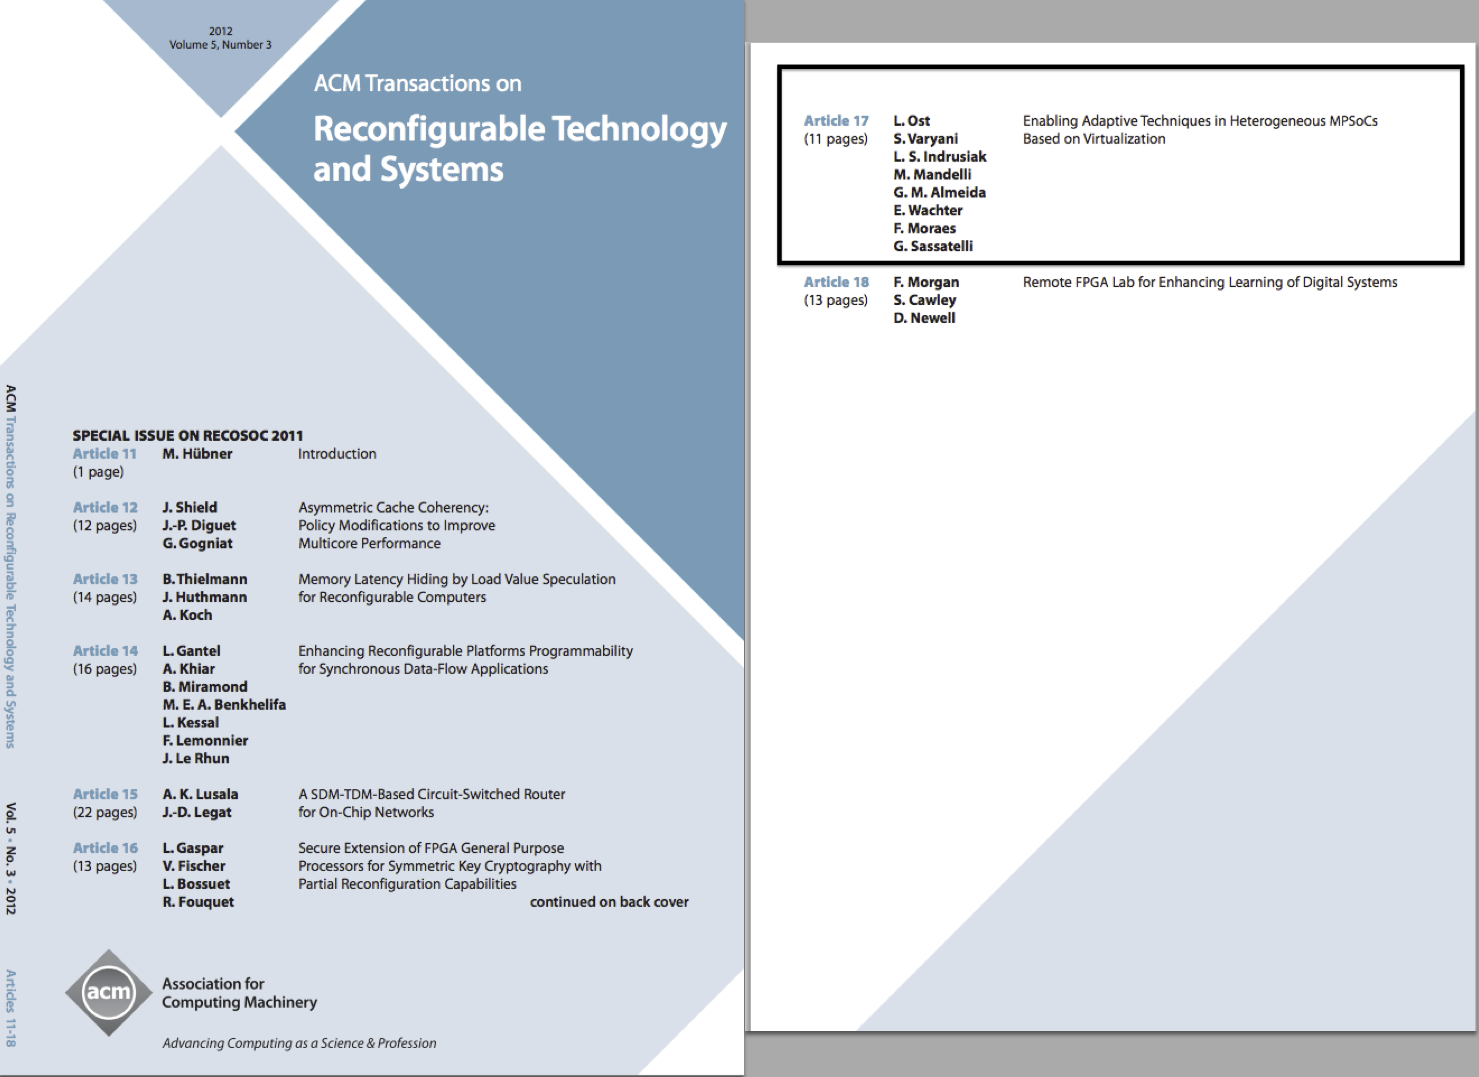 2012
Volume 5, Number 3
ACM Transactions on
Reconfigurable Technology
and Systems
ACM Transactions on Reconfigurable Technology and Systems
Vol. 5 • No. 3 • 2012
Articles 11-18
SPECIAL ISSUE ON RECOSOC 2011
Article 11 M. Hübner Introduction
(1 page)
Article 12 J. Shield Asymmetric Cache Coherency:
(12 pages) J.-P. Diguet Policy Modifications to Improve
G. Gogniat Multicore Performance
Article 13 B. Thielmann Memory Latency Hiding by Load Value Speculation
(14 pages) J. Huthmann for Reconfigurable Computers
A. Koch
Article 14 L. Gantel Enhancing Reconfigurable Platforms Programmability
(16 pages) A. Khiar for Synchronous Data-Flow Applications
B. Miramond
M. E. A. Benkhelifa
L. Kessal
F. Lemonnier
J. Le Rhun
Article 15 A. K. Lusala A SDM-TDM-Based Circuit-Switched Router
(22 pages) J.-D. Legat for On-Chip Networks
Article 16 L. Gaspar Secure Extension of FPGA General Purpose
(13 pages) V. Fischer Processors for Symmetric Key Cryptography with
L. Bossuet Partial Reconfiguration Capabilities
R. Fouquet continued on back cover
acm
Association for
Computing Machinery
Advancing Computing as a Science & Profession
Article 17 L. Ost Enabling Adaptive Techniques in Heterogeneous MPSoCs
(11 pages) S. Varyani Based on Virtualization
L. S. Indrusiak
M. Mandelli
G. M. Almeida
E. Wachter
F. Moraes
G. Sassatelli
Article 18 F. Morgan Remote FPGA Lab for Enhancing Learning of Digital Systems
(13 pages) S. Cawley
D. Newell